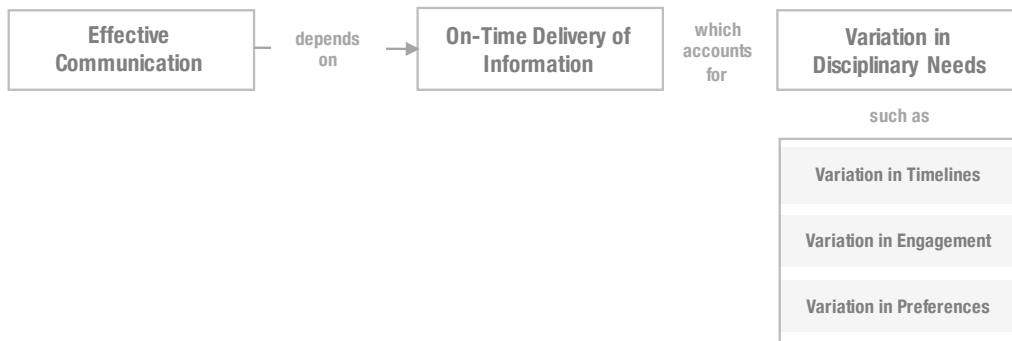 Effective
Communication
depends
on
On-Time Delivery of
Information
which
accounts
for
Variation in
Disciplinary Needs
such as
Variation in Timelines
Variation in Engagement
Variation in Preferences